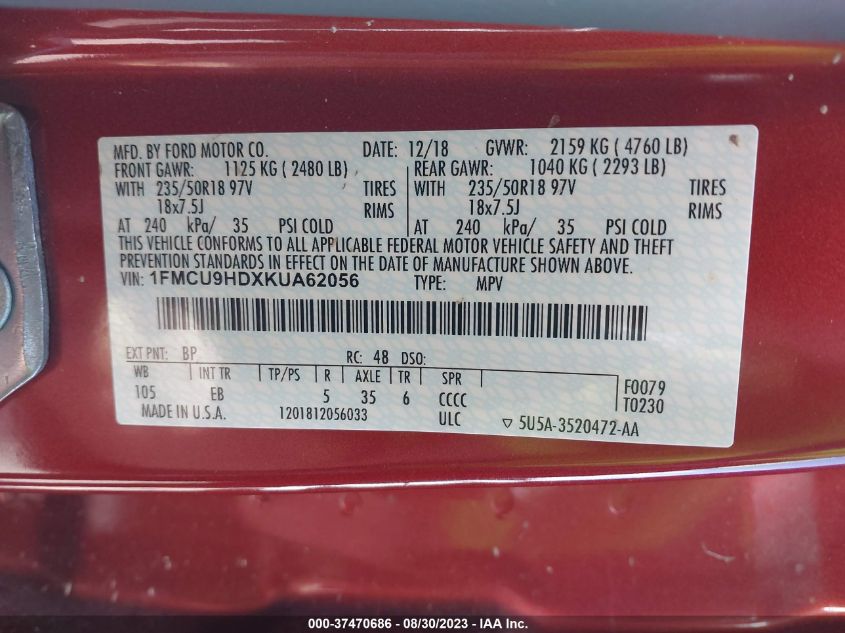 MFD. BY FORD MOTOR CO. DATE: 12/18 GVWR: 2159 KG ( 4760 LB)
FRONT GAWR: 1125 KG ( 2480 LB) REAR GAWR: 1040 KG ( 2293 LB)
WITH 235/50R18 97V TIRES WITH 235/50R18 97V TIRES
18x7.5J RIMS 18x7.5J RIMS
AT 240 kPa/ 35 PSI COLD AT 240 kPa/ 35 PSI COLD
THIS VEHICLE CONFORMS TO ALL APPLICABLE FEDERAL MOTOR VEHICLE SAFETY AND THEFT
PREVENTION STANDARDS IN EFFECT ON THE DATE OF MANUFACTURE SHOWN ABOVE.
VIN: 1FMCU9HDXKUA62056 TYPE: MPV
EXT PNT: BP RC: 48 DSO:
WB INT TR TP/PS R AXLE TR SPR F0079
105 EB 5 35 6 CCCC T0230
MADE IN U.S.A. 1201812056033 ULC ▽ 5U5A-3520472-AA
000-37470686 - 08/30/2023 - IAA Inc.